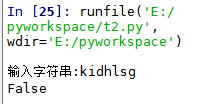 In [25]: runfile('E:/
pyworkspace/t2.py',
wdir='E:/pyworkspace')
输入字符串:kidhlsg
False